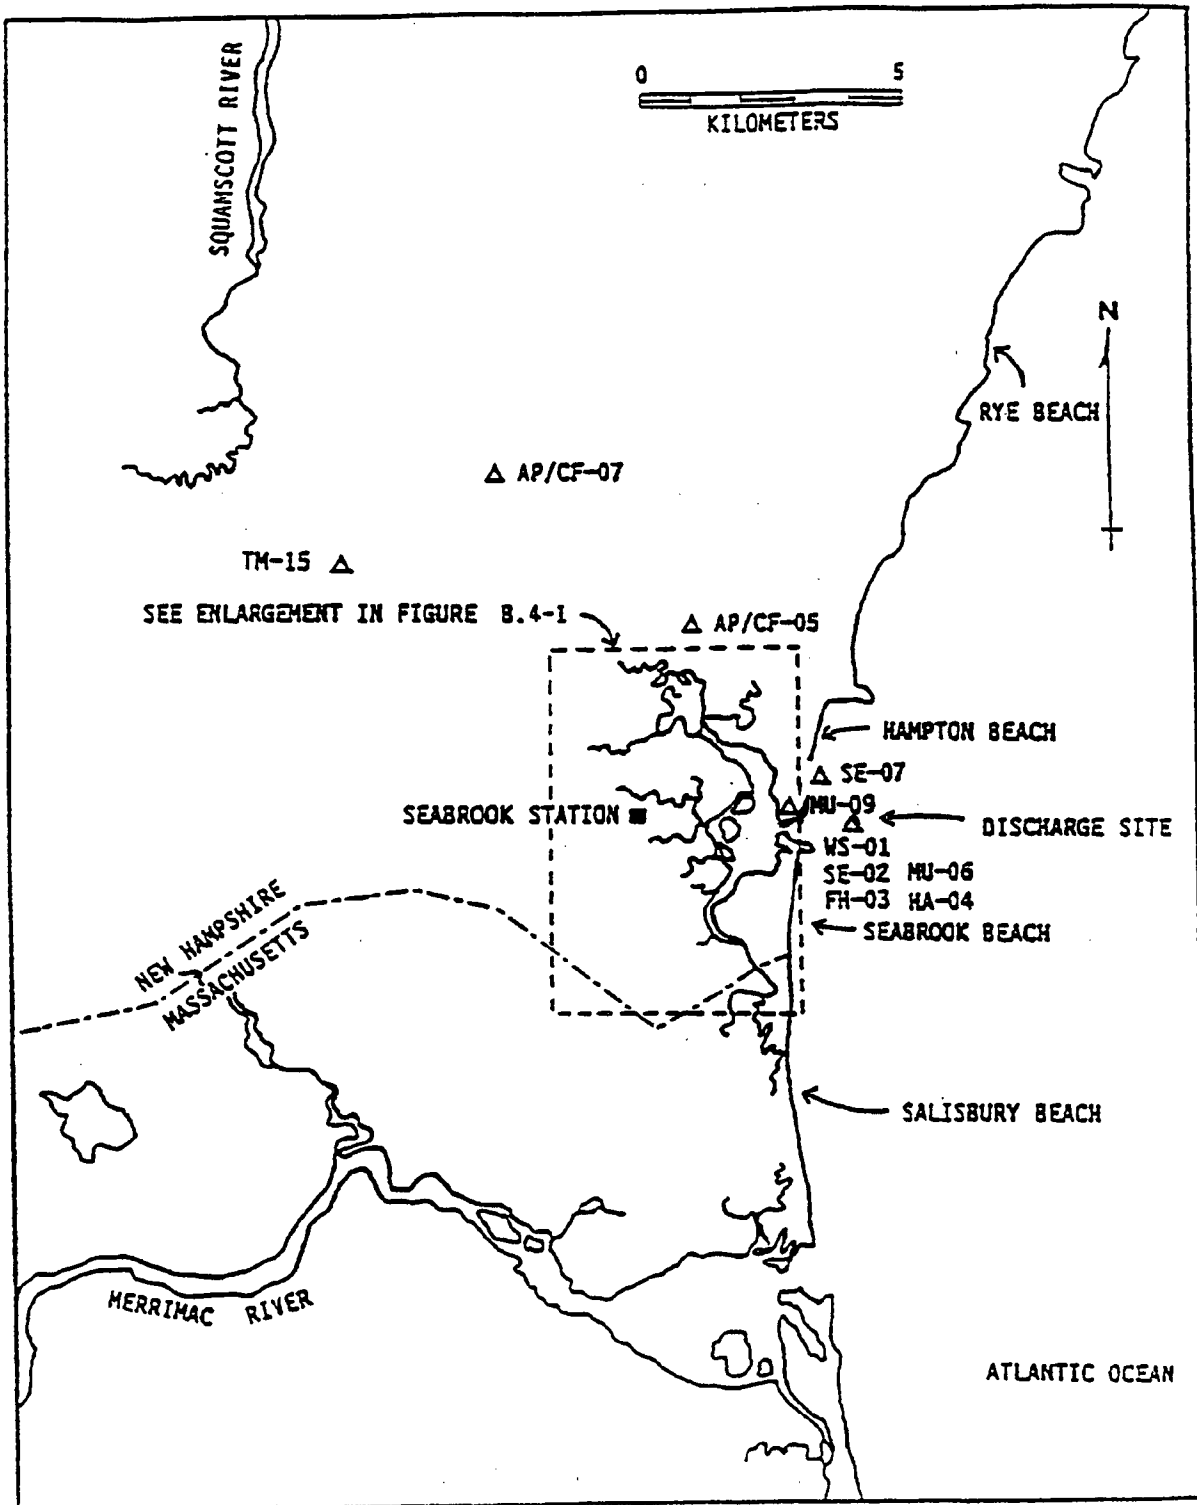 0 5
KILOMETERS
SQUAMSCOTT RIVER
N
RYE BEACH
AP/CF-07
TM-15
SEE ENLARGEMENT IN FIGURE B.4-1
AP/CF-05
HAMPTON BEACH
SE-07
MU-09
SEABROOK STATION
DISCHARGE SITE
WS-01
SE-02 MU-06
FH-03 HA-04
SEABROOK BEACH
NEW HAMPSHIRE
MASSACHUSETTS
SALISBURY BEACH
MERRIMAC RIVER
ATLANTIC OCEAN